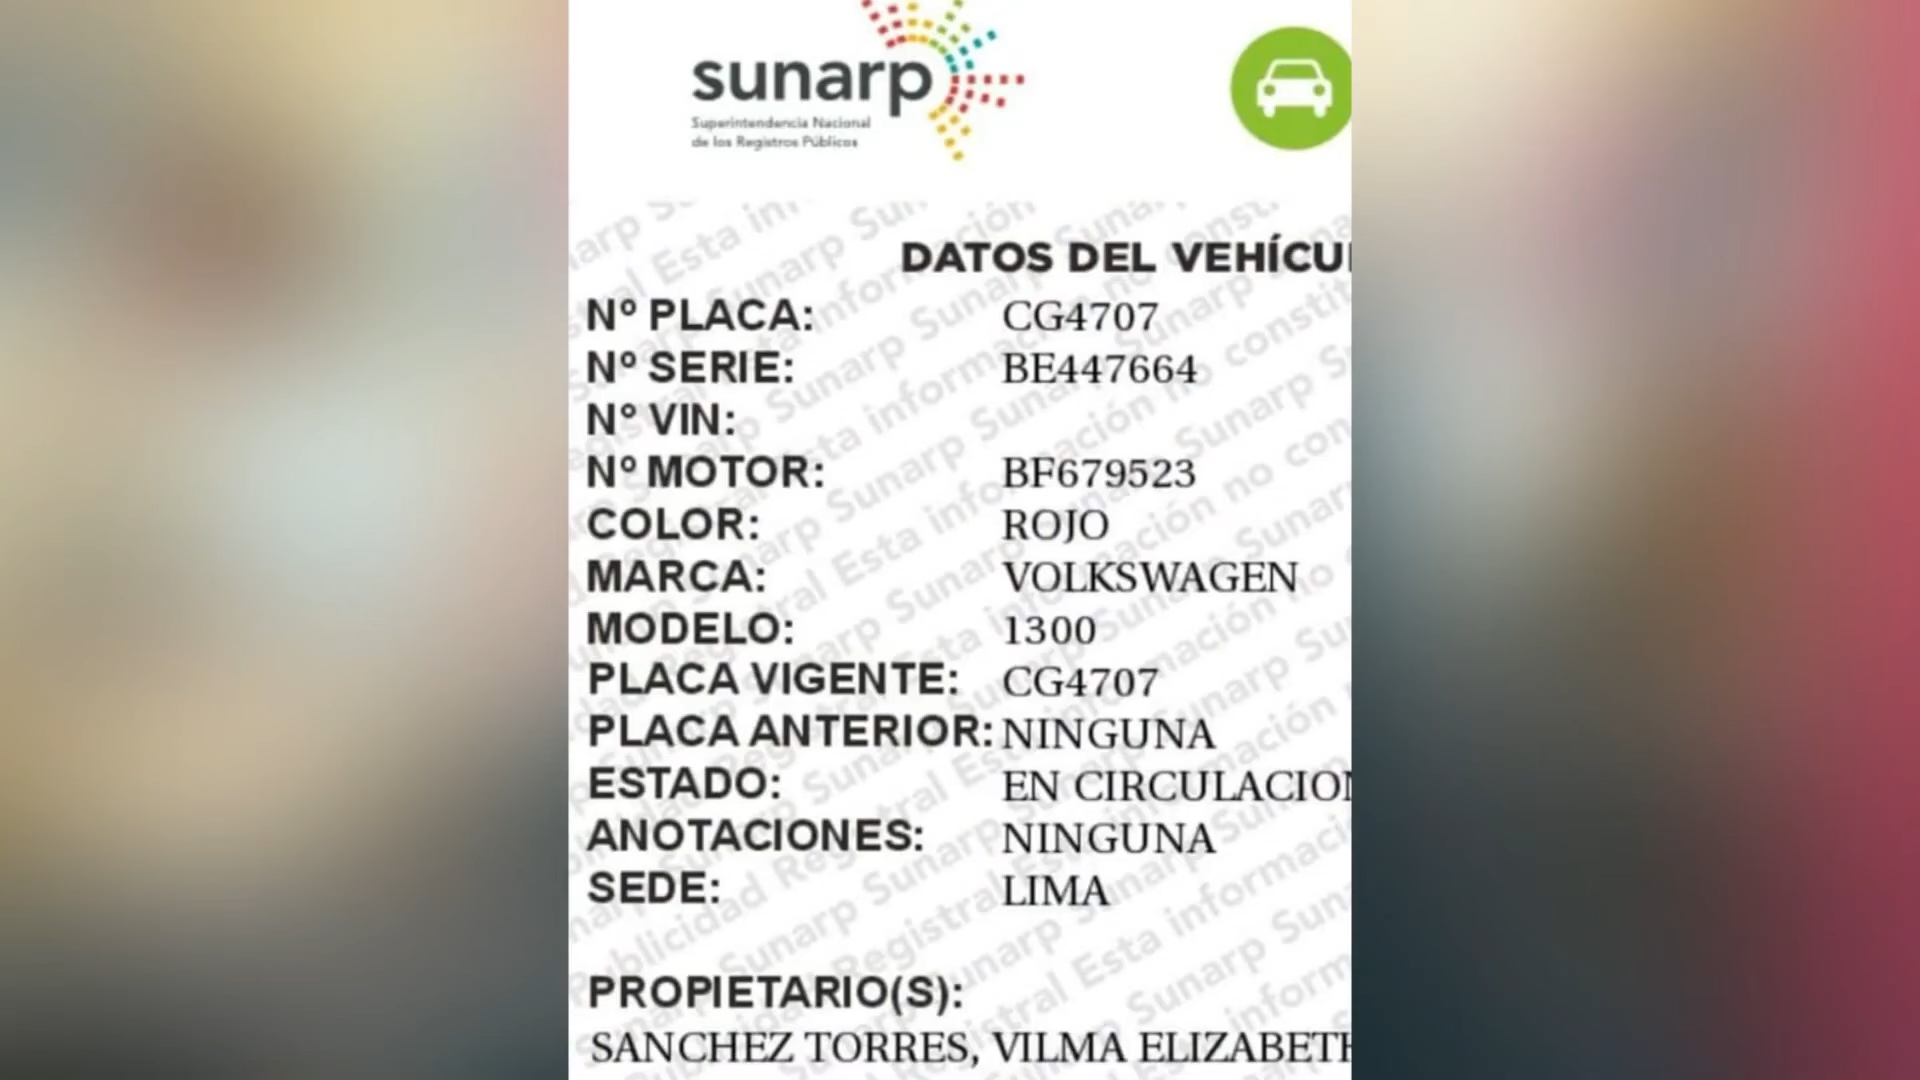 sunarp
Superintendencia Nacional
de los Registros Públicos
DATOS DEL VEHÍCU
Nº PLACA: CG4707
Nº SERIE: BE447664
Nº VIN:
Nº MOTOR: BF679523
COLOR: ROJO
MARCA: VOLKSWAGEN
MODELO: 1300
PLACA VIGENTE: CG4707
PLACA ANTERIOR: NINGUNA
ESTADO: EN CIRCULACION
ANOTACIONES: NINGUNA
SEDE: LIMA
PROPIETARIO(S):
SANCHEZ TORRES, VILMA ELIZABETH